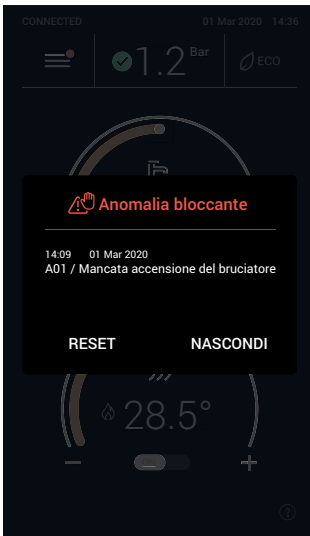 CONNECTED 01 Mar 2020 14:36
1.2 Bar ECO
Anomalia bloccante
14:09 01 Mar 2020
A01 / Mancata accensione del bruciatore
RESET NASCONDI
28.5°
ON
?